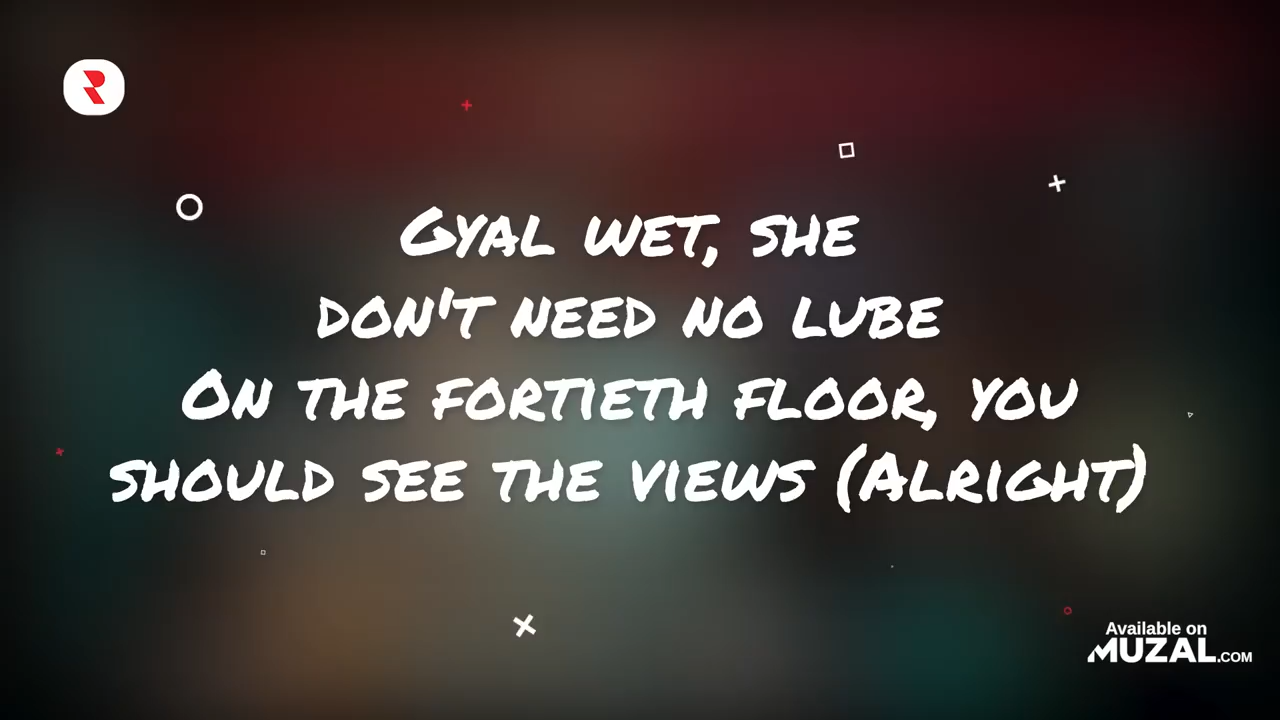 Gyal wet, she
don't need no lube
On the fortieth floor, you
should see the views (Alright)
Available on
MUZAL.COM